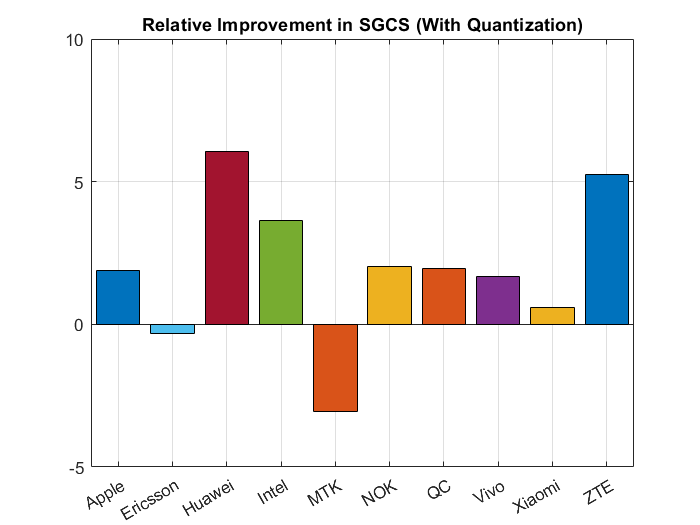 Relative Improvement in SGCS (With Quantization)
10
5
0
-5
Apple
Ericsson
Huawei
Intel
MTK
NOK
QC
Vivo
Xiaomi
ZTE